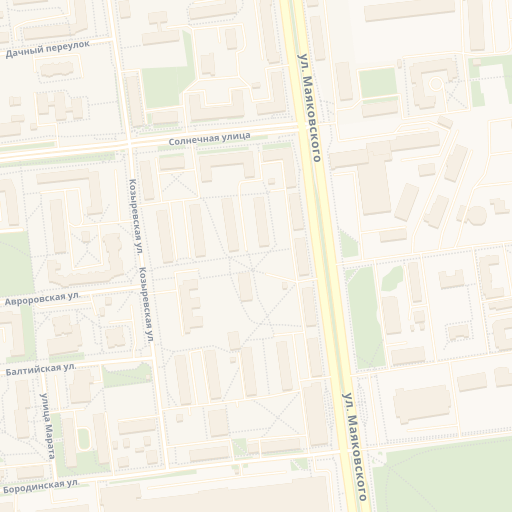 Дачный переулок
ул. Маяковского
Солнечная улица
Козыревская ул.
Козыревская ул.
Авроровская ул.
Балтийская ул.
улица Марата
ул. Маяковского
Бородинская ул.